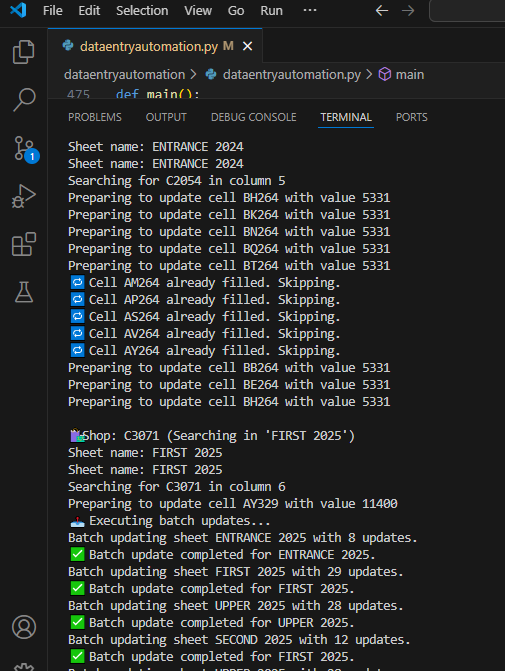 File Edit Selection View Go Run ···
dataentryautomation.py M
dataentryautomation > dataentryautomation.py > main
475 def main():
PROBLEMS OUTPUT DEBUG CONSOLE TERMINAL PORTS
Sheet name: ENTRANCE 2024
Sheet name: ENTRANCE 2024
Searching for C2054 in column 5
Preparing to update cell BH264 with value 5331
Preparing to update cell BK264 with value 5331
Preparing to update cell BN264 with value 5331
Preparing to update cell BQ264 with value 5331
Preparing to update cell BT264 with value 5331
🔁 Cell AM264 already filled. Skipping.
🔁 Cell AP264 already filled. Skipping.
🔁 Cell AS264 already filled. Skipping.
🔁 Cell AV264 already filled. Skipping.
🔁 Cell AY264 already filled. Skipping.
Preparing to update cell BB264 with value 5331
Preparing to update cell BE264 with value 5331
Preparing to update cell BH264 with value 5331
🛍️Shop: C3071 (Searching in 'FIRST 2025')
Sheet name: FIRST 2025
Sheet name: FIRST 2025
Searching for C3071 in column 6
Preparing to update cell AY329 with value 11400
📤 Executing batch updates...
Batch updating sheet ENTRANCE 2025 with 8 updates.
✅ Batch update completed for ENTRANCE 2025.
Batch updating sheet FIRST 2025 with 29 updates.
✅ Batch update completed for FIRST 2025.
Batch updating sheet UPPER 2025 with 28 updates.
✅ Batch update completed for UPPER 2025.
Batch updating sheet SECOND 2025 with 12 updates.
✅ Batch update completed for FIRST 2025.
1